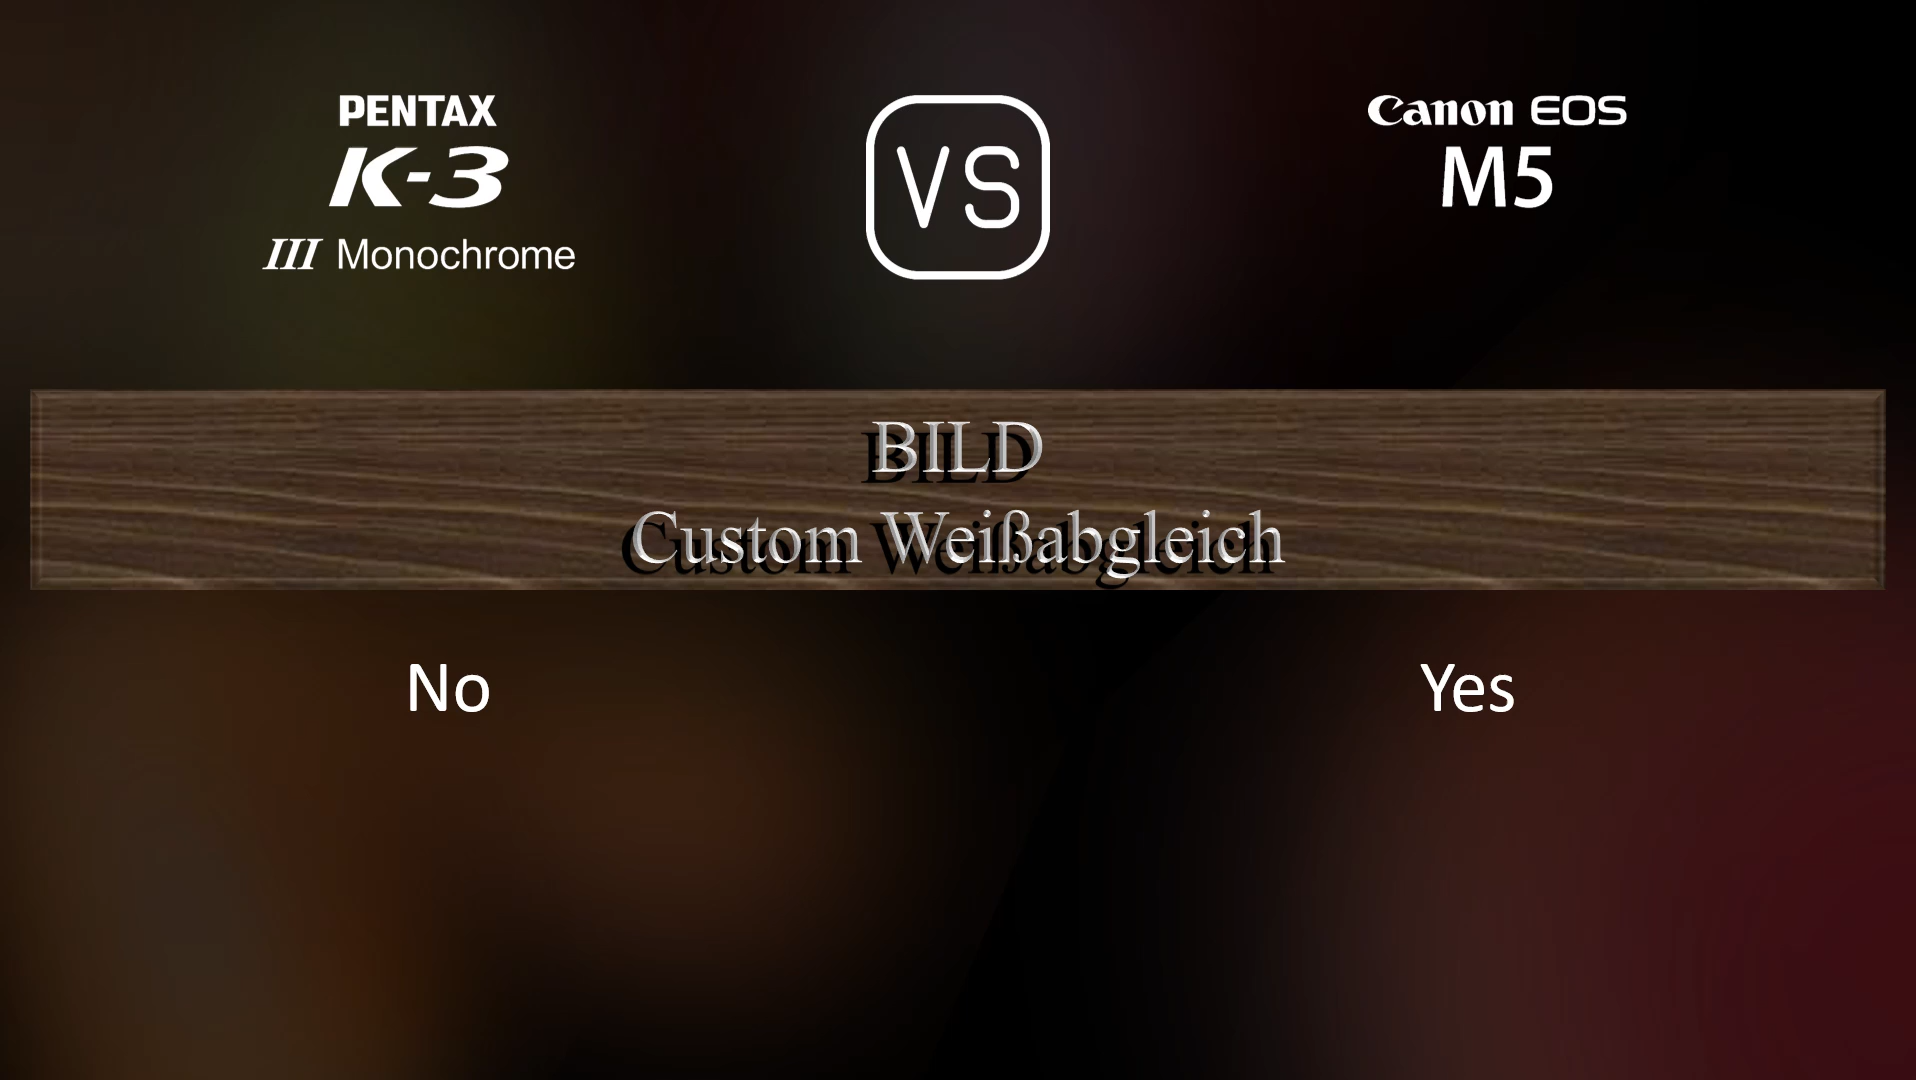 PENTAX
K-3
III Monochrome
VS
Canon EOS
M5
BILD
Custom Weißabgleich
No
Yes